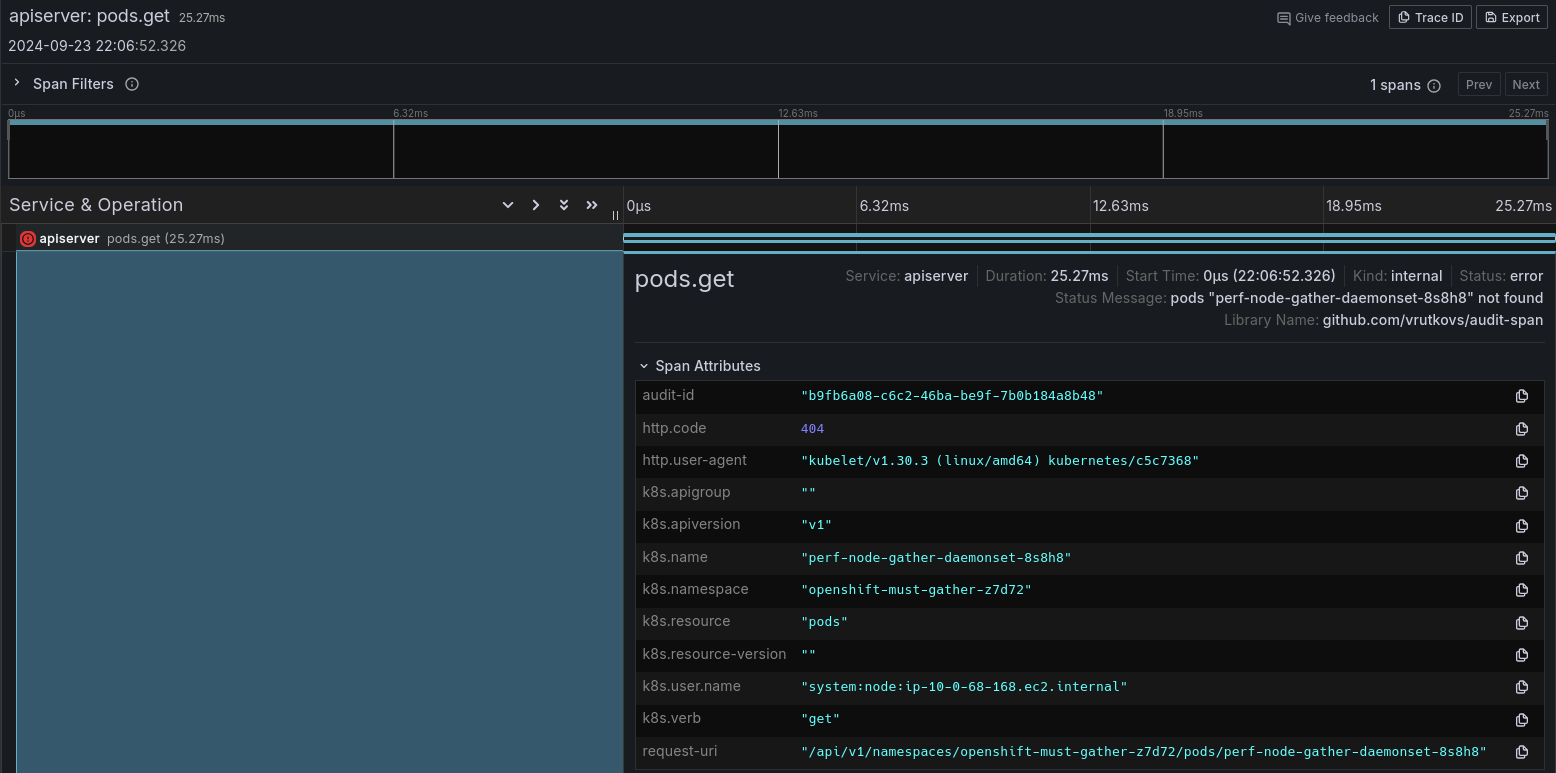 apiserver: pods.get 25.27ms
Give feedback Trace ID Export
2024-09-23 22:06:52.326
Span Filters
1 spans Prev Next
0μs 6.32ms 12.63ms 18.95ms 25.27ms
Service & Operation
0μs 6.32ms 12.63ms 18.95ms 25.27ms
apiserver pods.get (25.27ms)
pods.get
Service: apiserver Duration: 25.27ms Start Time: 0μs (22:06:52.326) Kind: internal Status: error
Status Message: pods "perf-node-gather-daemonset-8s8h8" not found
Library Name: github.com/vrutkovs/audit-span
Span Attributes
audit-id "b9fb6a08-c6c2-46ba-be9f-7b0b184a8b48"
http.code 404
http.user-agent "kubelet/v1.30.3 (linux/amd64) kubernetes/c5c7368"
k8s.apigroup ""
k8s.apiversion "v1"
k8s.name "perf-node-gather-daemonset-8s8h8"
k8s.namespace "openshift-must-gather-z7d72"
k8s.resource "pods"
k8s.resource-version ""
k8s.user.name "system:node:ip-10-0-68-168.ec2.internal"
k8s.verb "get"
request-uri "/api/v1/namespaces/openshift-must-gather-z7d72/pods/perf-node-gather-daemonset-8s8h8"